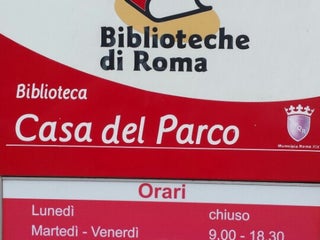 Biblioteche
di Roma
Biblioteca
Casa del Parco
Orari
Lunedì chiuso
Martedì - Venerdì 9.00 - 18.30